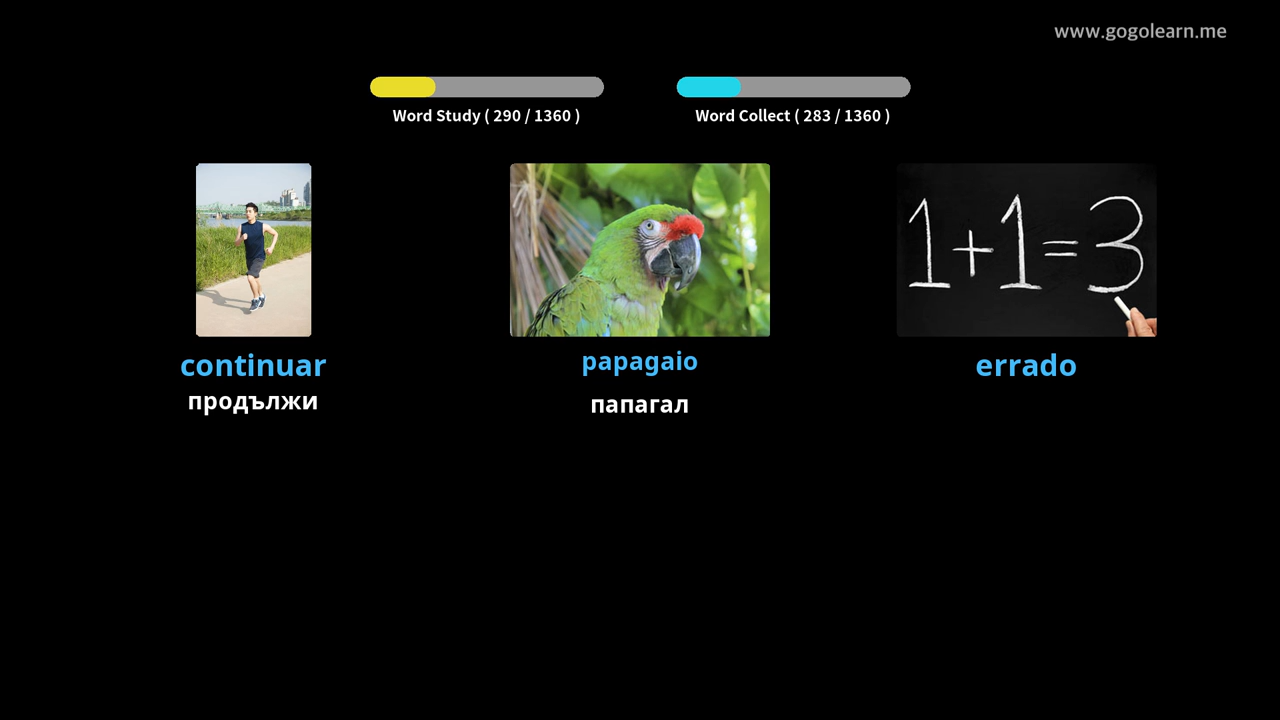 www.gogolearn.me
Word Study ( 290 / 1360 )
Word Collect ( 283 / 1360 )
1+1=3
continuar
продължи
papagaio
папагал
errado